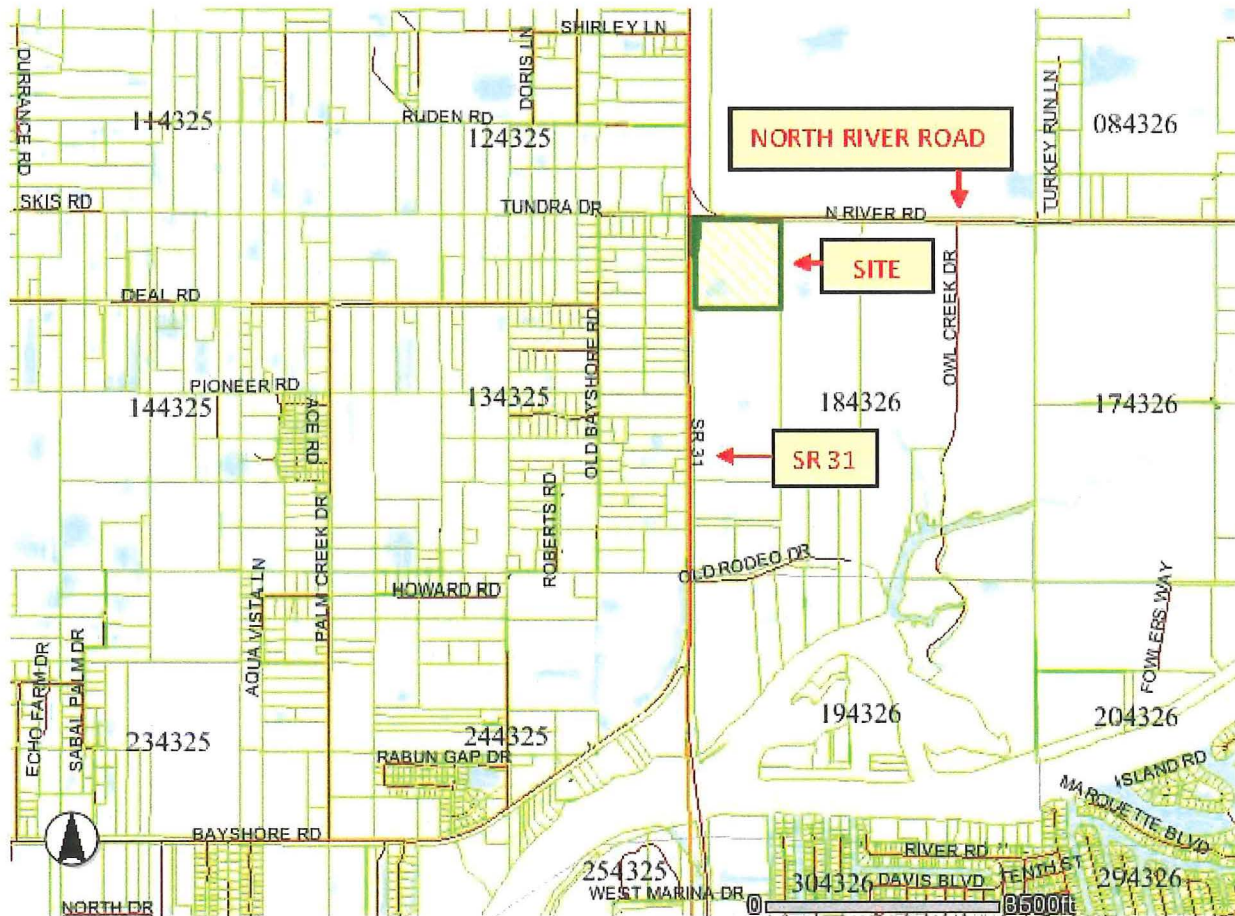 SHIRLEY LN
DURRANCE RD
DORIS LN
TURKEY RUN LN
114325
RUDEN RD
124325
NORTH RIVER ROAD
084326
SKIS RD
TUNDRA DR
N RIVER RD
SITE
DEAL RD
OLD BAYSHORE RD
OWL CREEK DR
PIONEER RD
144325
ACE RD
134325
184326
174326
SR 31
SR 31
PALM CREEK DR
ROBERTS RD
OLD RODEO DR
AQUA VISTA LN
HOWARD RD
FOWLERS WAY
ECHO FARM DR
SABAL PALM DR
234325
244325
194326
204326
RABUN GAP DR
ISLAND RD
MARQUETTE BLVD
BAYSHORE RD
RIVER RD
TENTH ST
254325
WEST MARINA DR
304326
DAVIS BLVD
294326
NORTH DR
0
8500ft